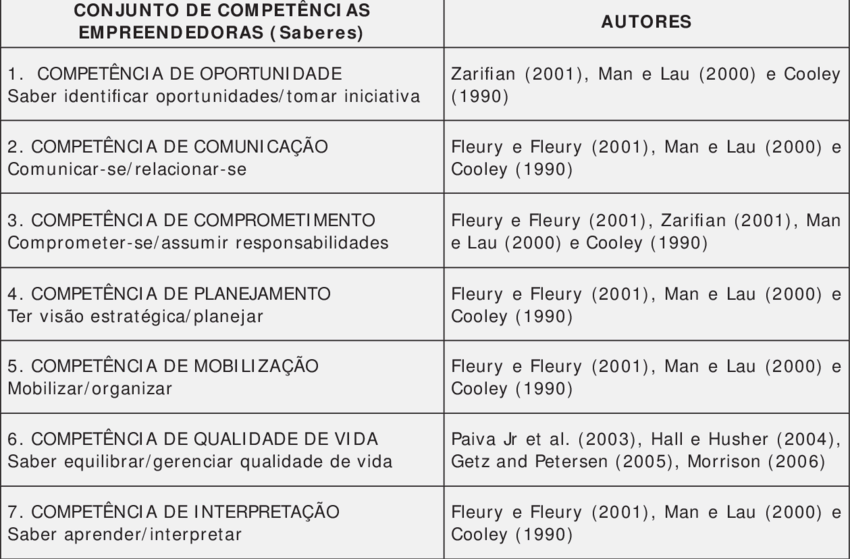 CONJUNTO DE COMPETÊNCIAS
EMPREENDEDORAS (Saberes)
AUTORES
1. COMPETÊNCIA DE OPORTUNIDADE
Saber identificar oportunidades/tomar iniciativa
Zarifian (2001), Man e Lau (2000) e Cooley
(1990)
2. COMPETÊNCIA DE COMUNICAÇÃO
Comunicar-se/relacionar-se
Fleury e Fleury (2001), Man e Lau (2000) e
Cooley (1990)
3. COMPETÊNCIA DE COMPROMETIMENTO
Comprometer-se/assumir responsabilidades
Fleury e Fleury (2001), Zarifian (2001), Man
e Lau (2000) e Cooley (1990)
4. COMPETÊNCIA DE PLANEJAMENTO
Ter visão estratégica/planejar
Fleury e Fleury (2001), Man e Lau (2000) e
Cooley (1990)
5. COMPETÊNCIA DE MOBILIZAÇÃO
Mobilizar/organizar
Fleury e Fleury (2001), Man e Lau (2000) e
Cooley (1990)
6. COMPETÊNCIA DE QUALIDADE DE VIDA
Saber equilibrar/gerenciar qualidade de vida
Paiva Jr et al. (2003), Hall e Husher (2004),
Getz and Petersen (2005), Morrison (2006)
7. COMPETÊNCIA DE INTERPRETAÇÃO
Saber aprender/interpretar
Fleury e Fleury (2001), Man e Lau (2000) e
Cooley (1990)